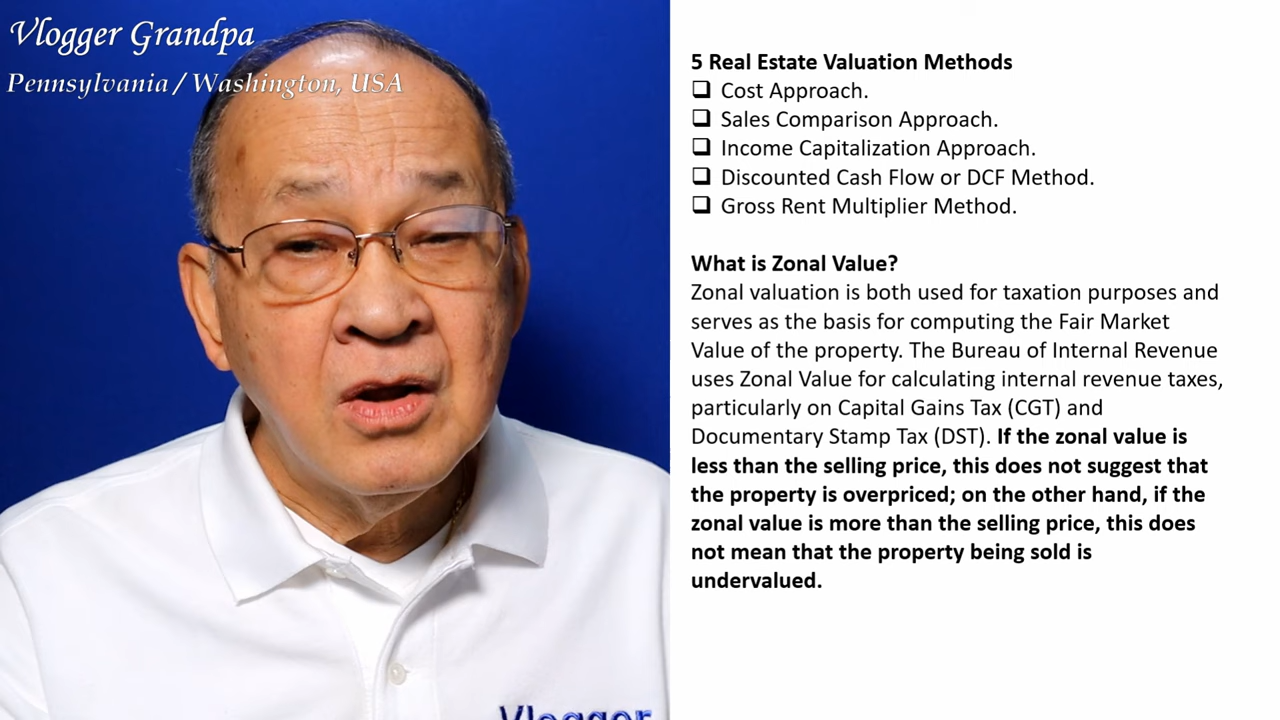 Vlogger Grandpa
Pennsylvania / Washington, USA
5 Real Estate Valuation Methods
❑ Cost Approach.
❑ Sales Comparison Approach.
❑ Income Capitalization Approach.
❑ Discounted Cash Flow or DCF Method.
❑ Gross Rent Multiplier Method.
What is Zonal Value?
Zonal valuation is both used for taxation purposes and
serves as the basis for computing the Fair Market
Value of the property. The Bureau of Internal Revenue
uses Zonal Value for calculating internal revenue taxes,
particularly on Capital Gains Tax (CGT) and
Documentary Stamp Tax (DST). If the zonal value is
less than the selling price, this does not suggest that
the property is overpriced; on the other hand, if the
zonal value is more than the selling price, this does
not mean that the property being sold is
undervalued.
Vlogger